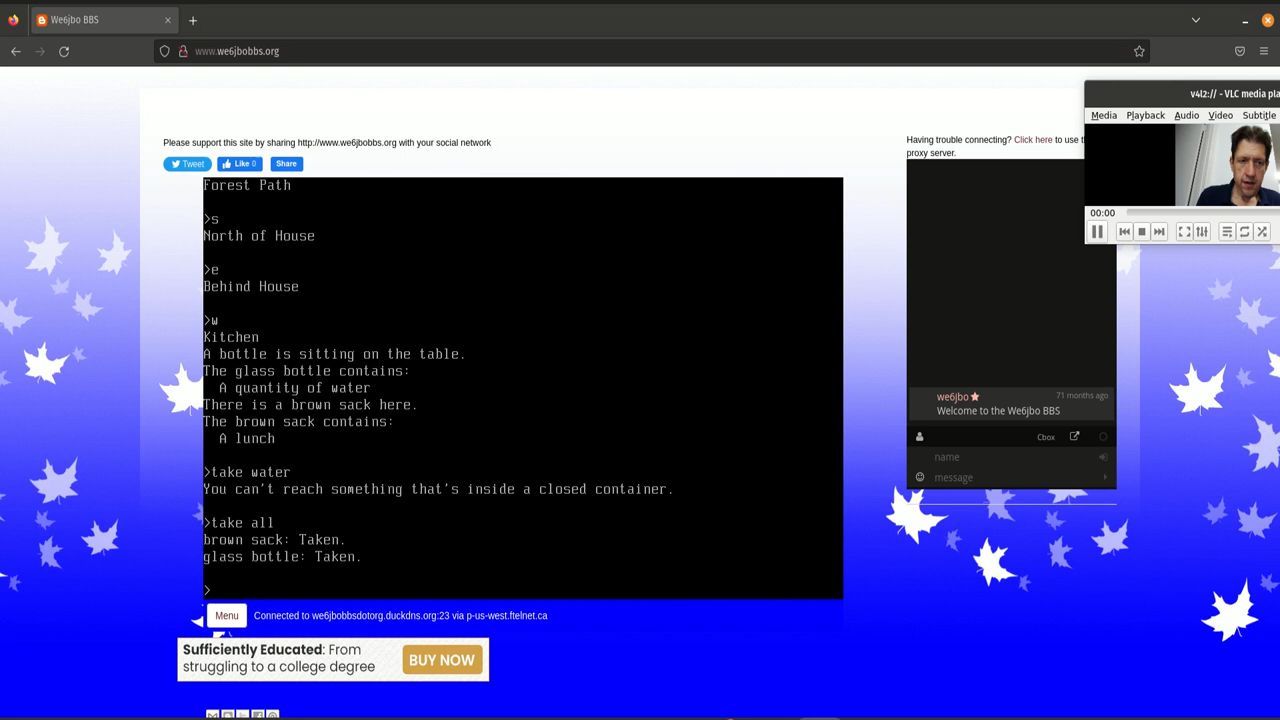 We6jbo BBS
www.we6jbobbs.org
v4l2:// - VLC media pla
Media Playback Audio Video Subtitle
00:00
Please support this site by sharing http://www.we6jbobbs.org with your social network
Tweet
Like 0
Share
Having trouble connecting? Click here to use t
proxy server.
Forest Path
>s
North of House
>e
Behind House
>w
Kitchen
A bottle is sitting on the table.
The glass bottle contains:
A quantity of water
There is a brown sack here.
The brown sack contains:
A lunch
>take water
You can't reach something that's inside a closed container.
>take all
brown sack: Taken.
glass bottle: Taken.
>
we6jbo 71 months ago
Welcome to the We6jbo BBS
Cbox
name
message
Menu
Connected to we6jbobbsdotorg.duckdns.org:23 via p-us-west.ftelnet.ca
Sufficiently Educated: From
struggling to a college degree
BUY NOW